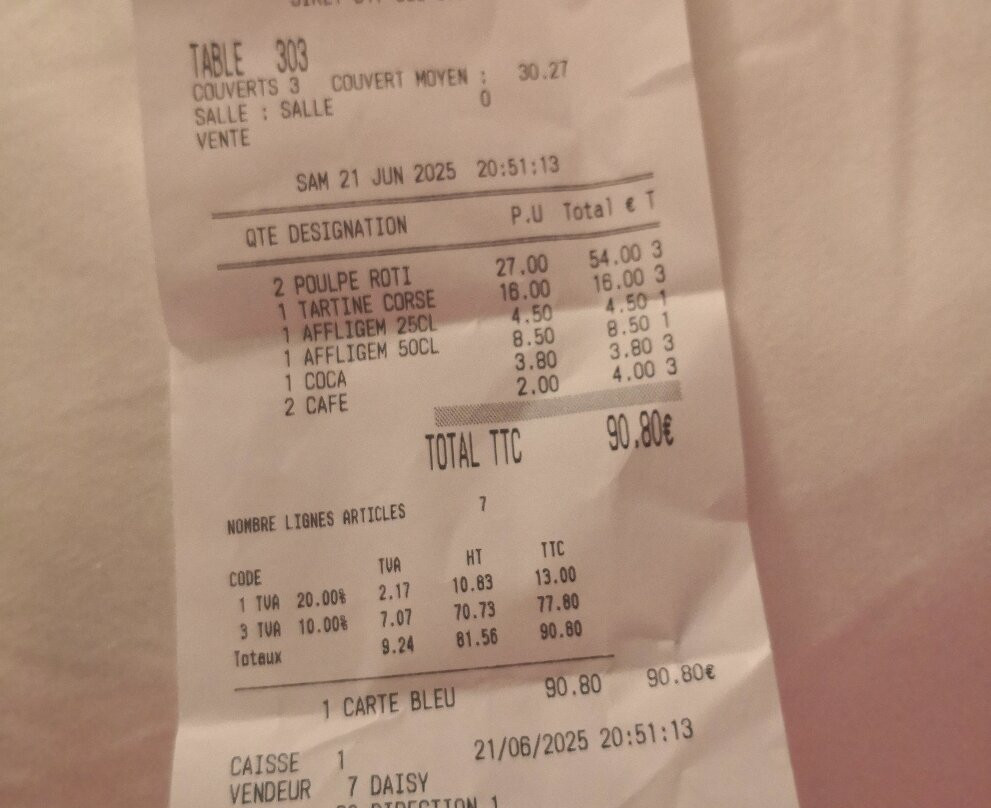 TABLE 303
COUVERTS 3 COUVERT MOYEN : 30.27
SALLE : SALLE 0
VENTE
SAM 21 JUN 2025 20:51:13
QTE DESIGNATION P.U Total € T
2 POULPE ROTI 27.00 54.00 3
1 TARTINE CORSE 16.00 16.00 3
1 AFFLIGEM 25CL 4.50 4.50 1
1 AFFLIGEM 50CL 8.50 8.50 1
1 COCA 3.80 3.80 3
2 CAFE 2.00 4.00 3
TOTAL TTC 90.80€
NOMBRE LIGNES ARTICLES 7
CODE TVA HT TTC
1 TVA 20.00% 2.17 10.83 13.00
3 TVA 10.00% 7.07 70.73 77.80
Totaux 9.24 81.56 90.80
1 CARTE BLEU 90.80 90.80€
CAISSE 1 21/06/2025 20:51:13
VENDEUR 7 DAISY
DIRECTION 1